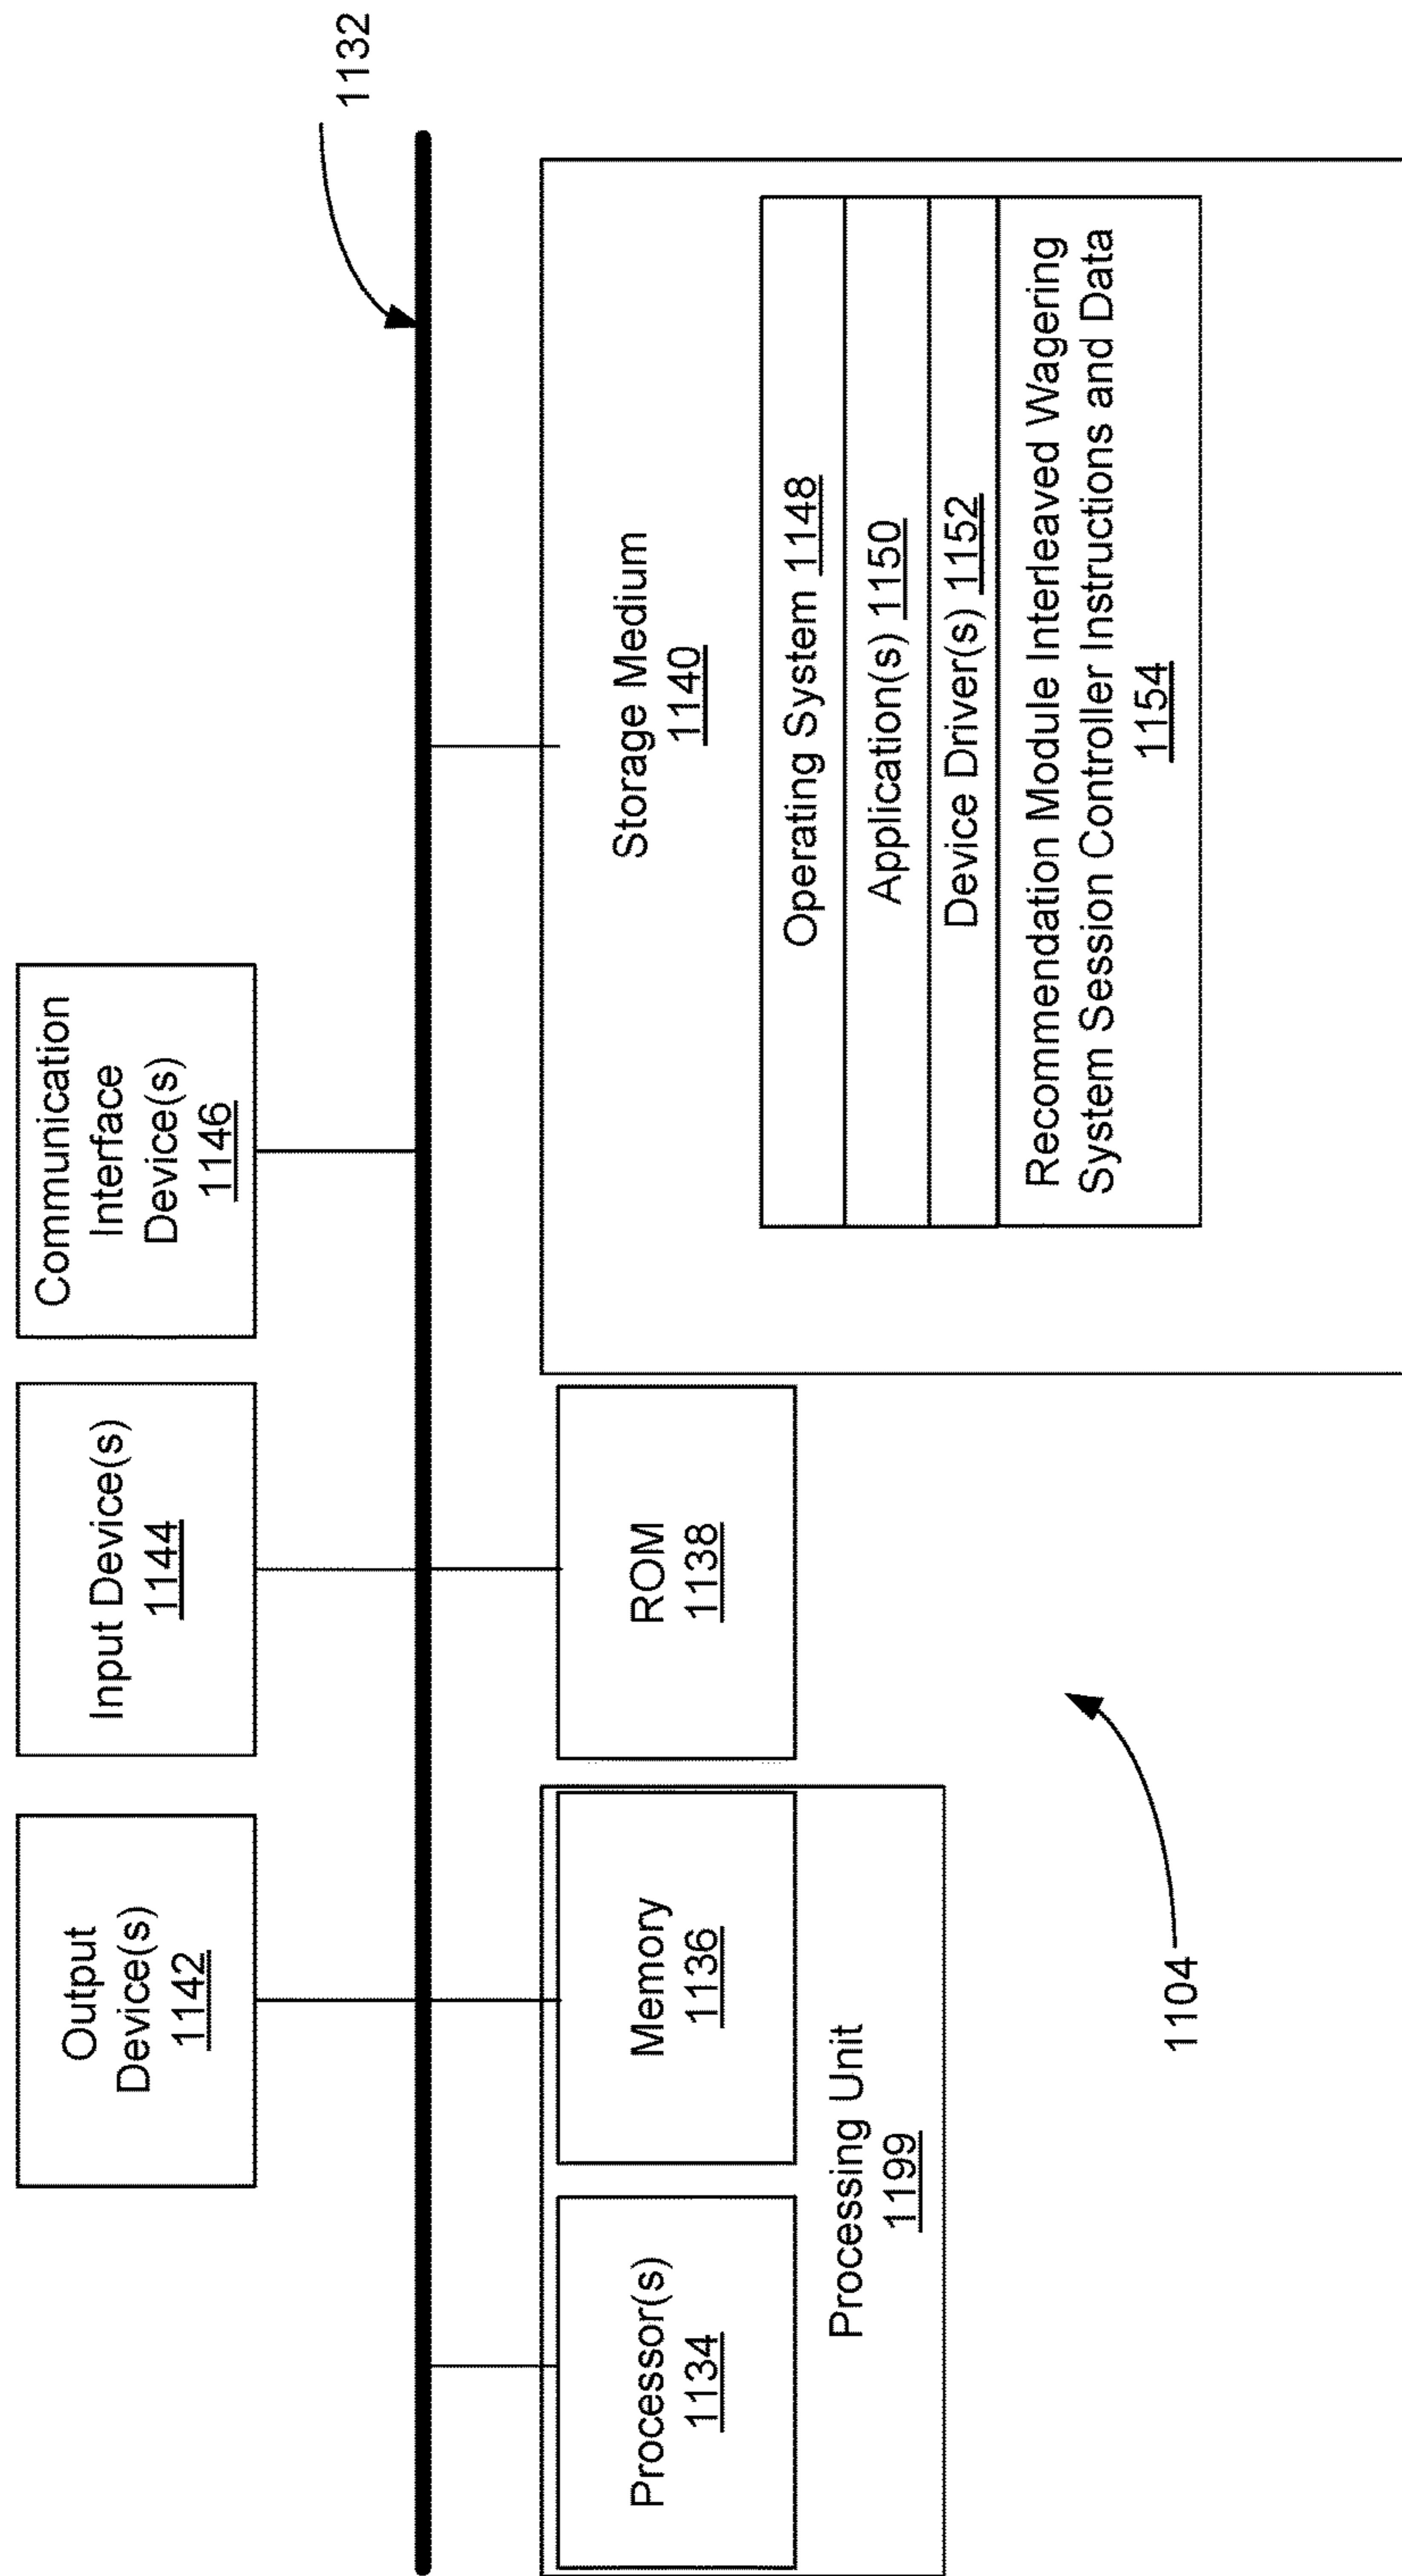 1132
Output
Device(s)
1142
Input Device(s)
1144
Communication
Interface
Device(s)
1146
Processor(s)
1134
Memory
1136
Processing Unit
1199
ROM
1138
Storage Medium
1140
Operating System 1148
Application(s) 1150
Device Driver(s) 1152
Recommendation Module Interleaved Wagering
System Session Controller Instructions and Data
1154
1104